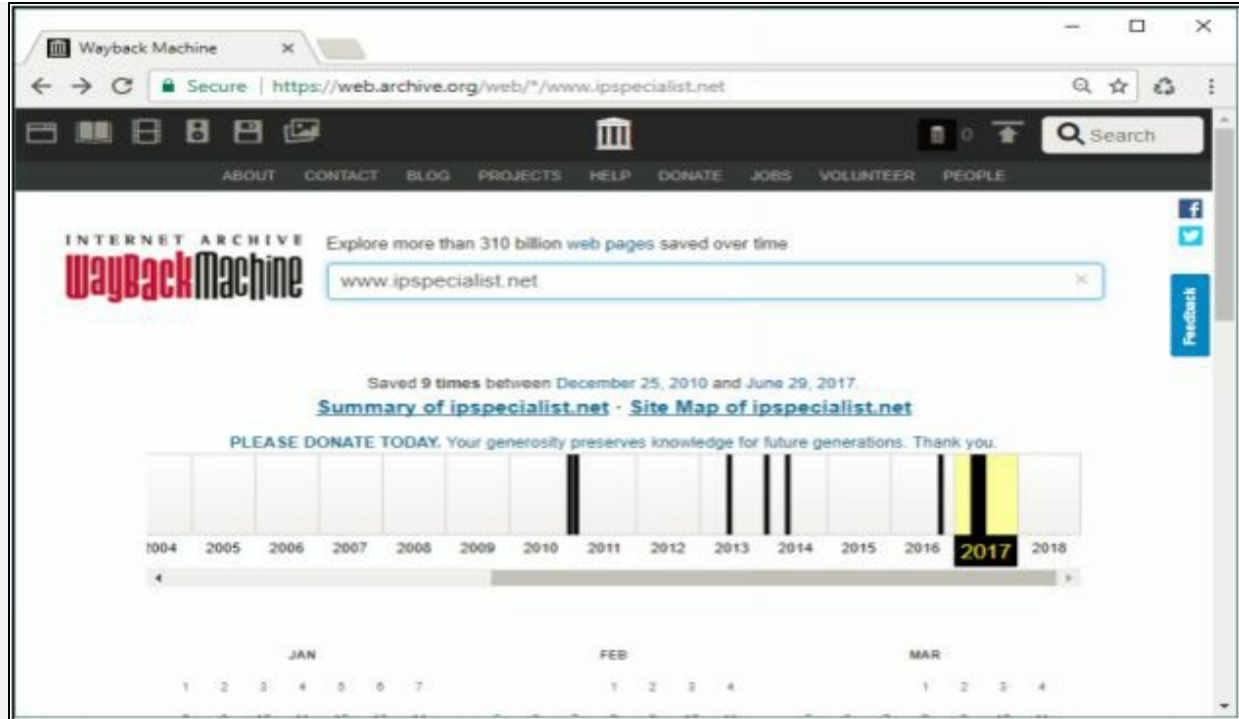 Wayback Machine
Secure | https://web.archive.org/web/*/www.ipspecialist.net
0 Search
ABOUT CONTACT BLOG PROJECTS HELP DONATE JOBS VOLUNTEER PEOPLE
INTERNET ARCHIVE
WayBackMachine
Explore more than 310 billion web pages saved over time
www.ipspecialist.net
Feedback
Saved 9 times between December 25, 2010 and June 29, 2017.
Summary of ipspecialist.net · Site Map of ipspecialist.net
PLEASE DONATE TODAY. Your generosity preserves knowledge for future generations. Thank you.
2004 2005 2006 2007 2008 2009 2010 2011 2012 2013 2014 2015 2016 2017 2018
JAN FEB MAR
1 2 3 4 5 6 7 1 2 3 4 1 2 3 4